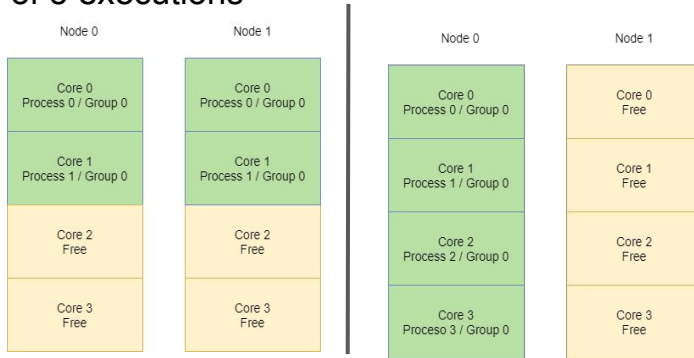 of 3 executions
Node 0
Node 1
Core 0
Process 0 / Group 0
Core 0
Process 0 / Group 0
Core 1
Process 1 / Group 0
Core 1
Process 1 / Group 0
Core 2
Free
Core 2
Free
Core 3
Free
Core 3
Free
Node 0
Node 1
Core 0
Process 0 / Group 0
Core 0
Free
Core 1
Process 1 / Group 0
Core 1
Free
Core 2
Process 2 / Group 0
Core 2
Free
Core 3
Proceso 3 / Group 0
Core 3
Free